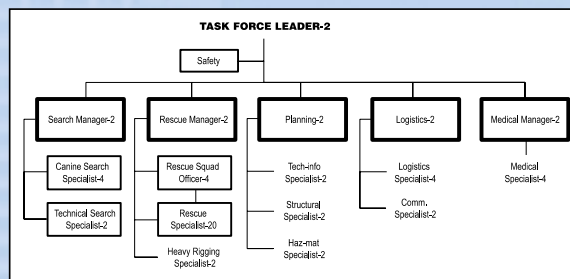 TASK FORCE LEADER-2
Safety
Search Manager-2
Rescue Manager-2
Planning-2
Logistics-2
Medical Manager-2
Canine Search
Specialist-4
Technical Search
Specialist-2
Rescue Squad
Officer-4
Rescue
Specialist-20
Heavy Rigging
Specialist-2
Tech-info
Specialist-2
Structural
Specialist-2
Haz-mat
Specialist-2
Logistics
Specialist-4
Comm.
Specialist-2
Medical
Specialist-4